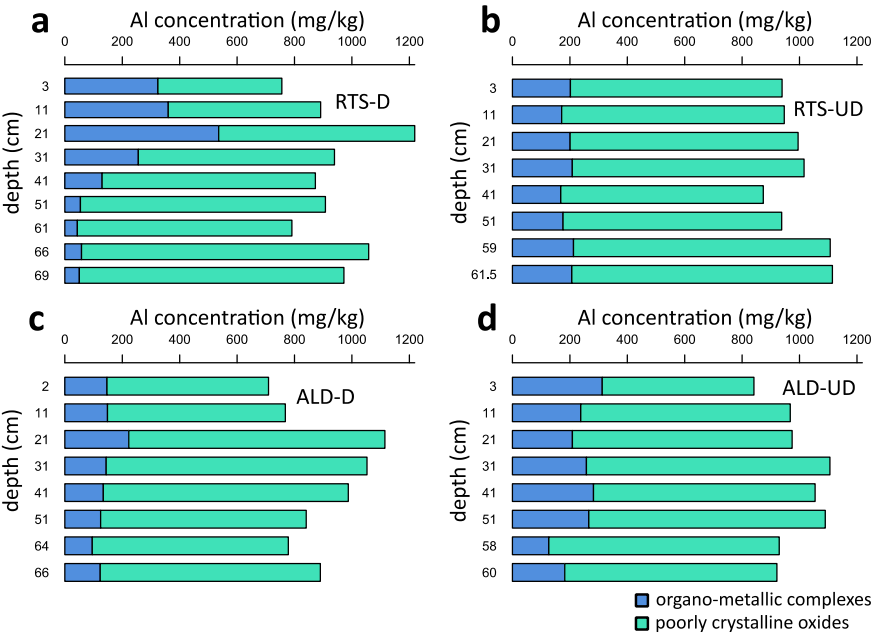 a
Al concentration (mg/kg)
0 200 400 600 800 1000 1200
depth (cm)
3
11
21
31
41
51
61
66
69
RTS-D
b
Al concentration (mg/kg)
0 200 400 600 800 1000 1200
depth (cm)
3
11
21
31
41
51
59
61.5
RTS-UD
c
Al concentration (mg/kg)
0 200 400 600 800 1000 1200
depth (cm)
2
11
21
31
41
51
64
66
ALD-D
d
Al concentration (mg/kg)
0 200 400 600 800 1000 1200
depth (cm)
3
11
21
31
41
51
58
60
ALD-UD
organo-metallic complexes
poorly crystalline oxides